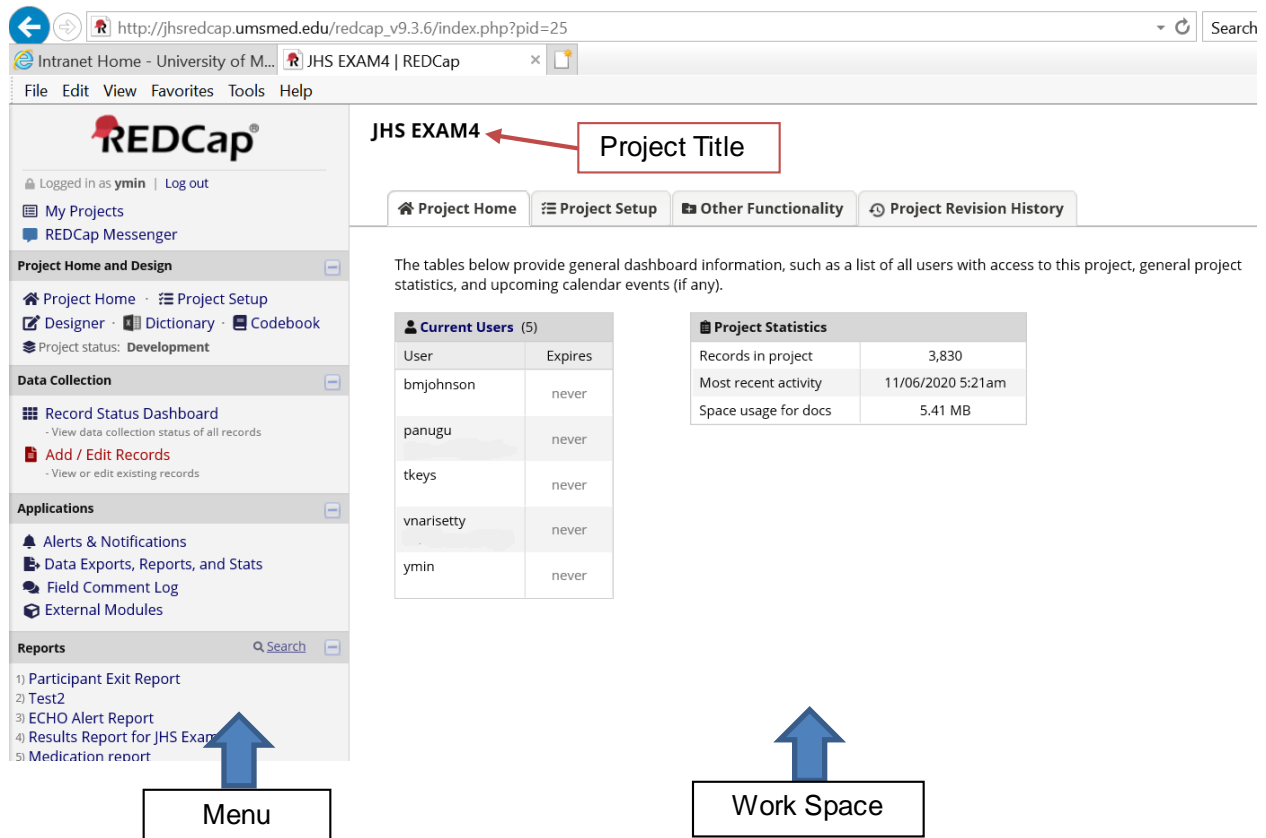 http://jhsredcap.umsmed.edu/redcap_v9.3.6/index.php?pid=25
Search
Intranet Home - University of M...
JHS EXAM4 | REDCap
File Edit View Favorites Tools Help
REDCap®
Logged in as ymin | Log out
My Projects
REDCap Messenger
Project Home and Design
Project Home · Project Setup
Designer · Dictionary · Codebook
Project status: Development
Data Collection
Record Status Dashboard
- View data collection status of all records
Add / Edit Records
- View or edit existing records
Applications
Alerts & Notifications
Data Exports, Reports, and Stats
Field Comment Log
External Modules
Reports
Search
1) Participant Exit Report
2) Test2
3) ECHO Alert Report
4) Results Report for JHS Exam
5) Medication report
Menu
JHS EXAM4
Project Title
Project Home
Project Setup
Other Functionality
Project Revision History
The tables below provide general dashboard information, such as a list of all users with access to this project, general project
statistics, and upcoming calendar events (if any).
Current Users (5)
User Expires
bmjohnson never
panugu never
tkeys never
vnarisetty never
ymin never
Project Statistics
Records in project 3,830
Most recent activity 11/06/2020 5:21am
Space usage for docs 5.41 MB
Work Space